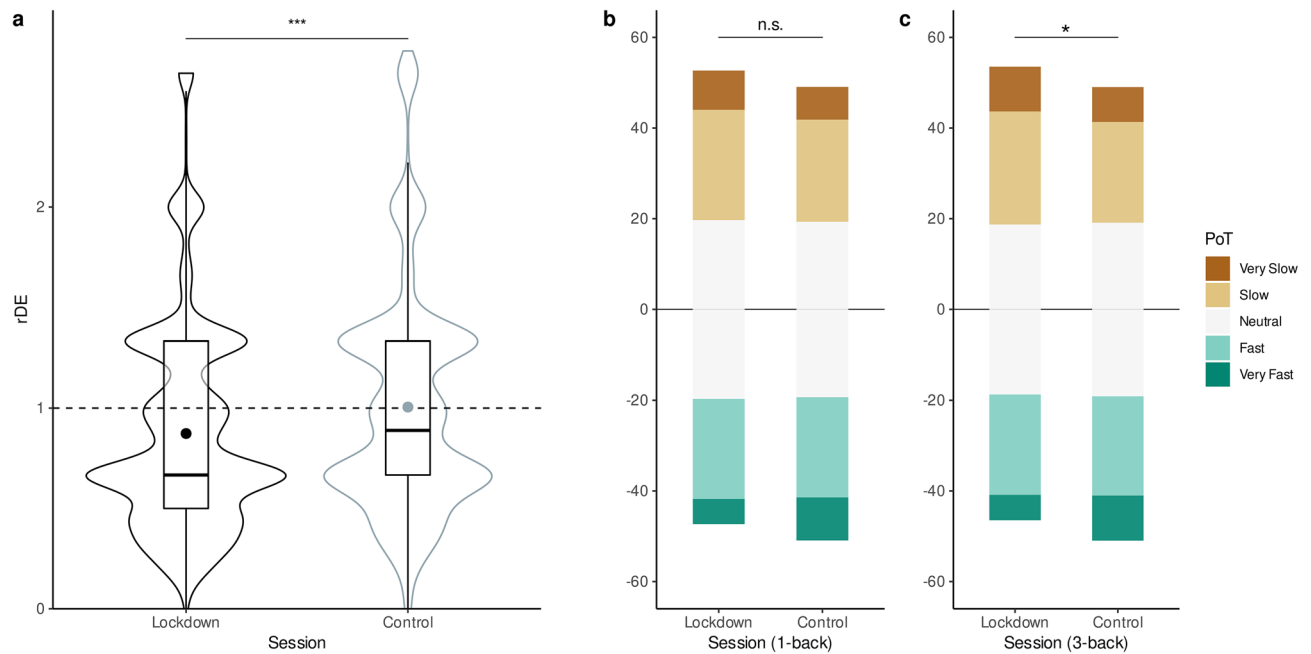 a
***
rDE
2
1
0
Lockdown
Control
Session
b
n.s.
60
40
20
0
-20
-40
-60
Lockdown
Control
Session (1-back)
c
*
60
40
20
0
-20
-40
-60
Lockdown
Control
Session (3-back)
PoT
Very Slow
Slow
Neutral
Fast
Very Fast